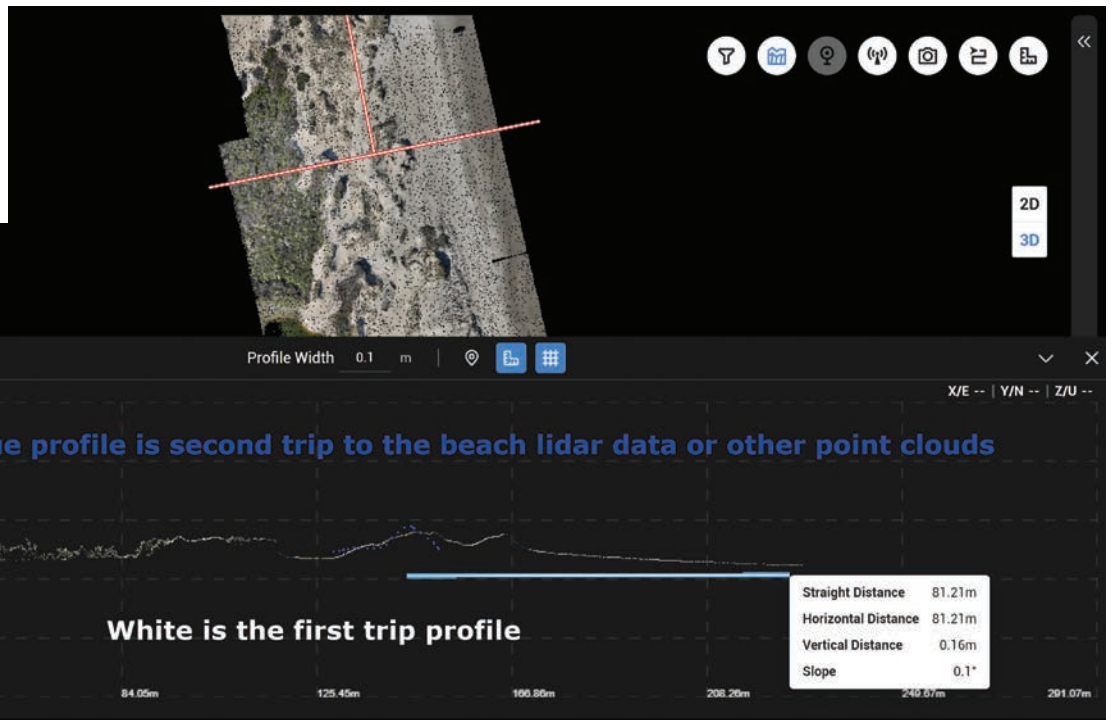 2D
3D
Profile Width 0.1 m
X/E -- | Y/N -- | Z/U --
profile is second trip to the beach lidar data or other point clouds
Straight Distance 81.21m
Horizontal Distance 81.21m
Vertical Distance 0.16m
Slope 0.1°
White is the first trip profile
84.05m 125.45m 166.86m 208.26m 249.67m 291.07m